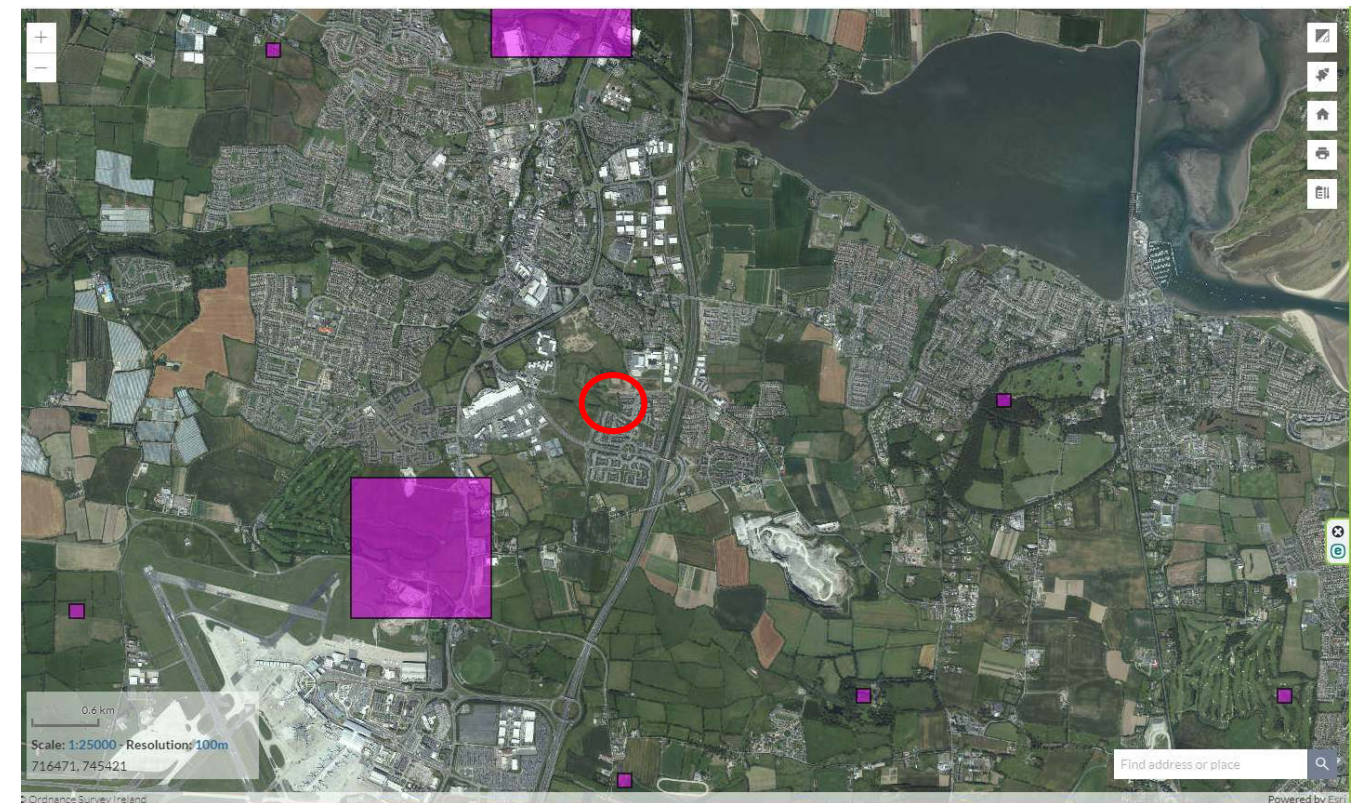 +
−
0.6 km
Scale: 1:25000 - Resolution: 100m
716471, 745421
Find address or place
e
© Ordnance Survey Ireland
Powered by Esri